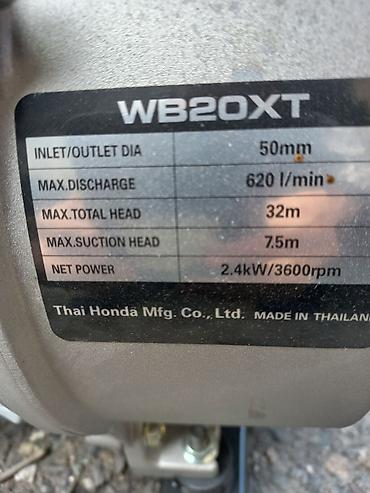 WB20XT
INLET/OUTLET DIA 50mm
MAX.DISCHARGE 620 l/min
MAX.TOTAL HEAD 32m
MAX.SUCTION HEAD 7.5m
NET POWER 2.4kW/3600rpm
Thai Honda Mfg. Co., Ltd. MADE IN THAILAN